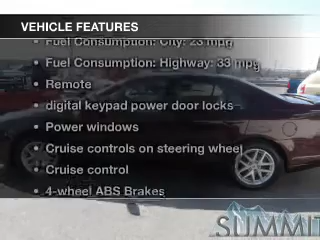 VEHICLE FEATURES
• Fuel Consumption: City: 23 mpg
• Fuel Consumption: Highway: 33 mpg
• Remote
• digital keypad power door locks
• Power windows
• Cruise controls on steering wheel
• Cruise control
• 4-wheel ABS Brakes
SUMMIT